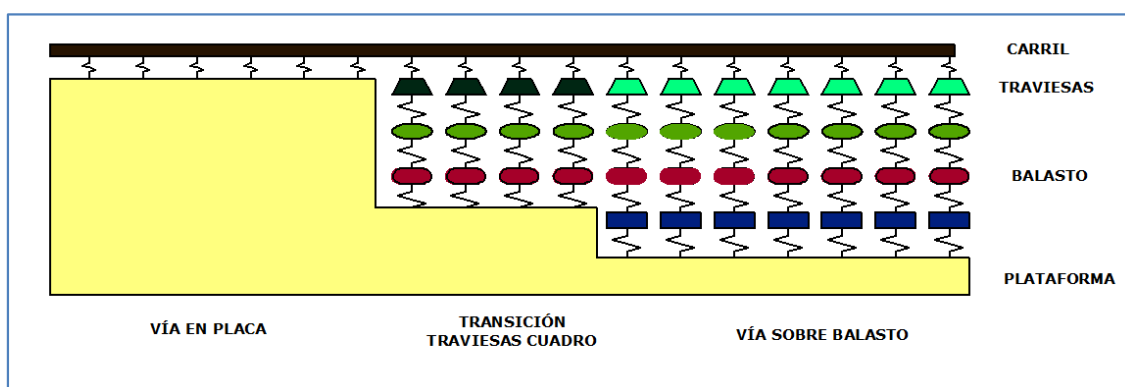 CARRIL
TRAVIESAS
BALASTO
PLATAFORMA
VÍA EN PLACA
TRANSICIÓN
TRAVIESAS CUADRO
VÍA SOBRE BALASTO